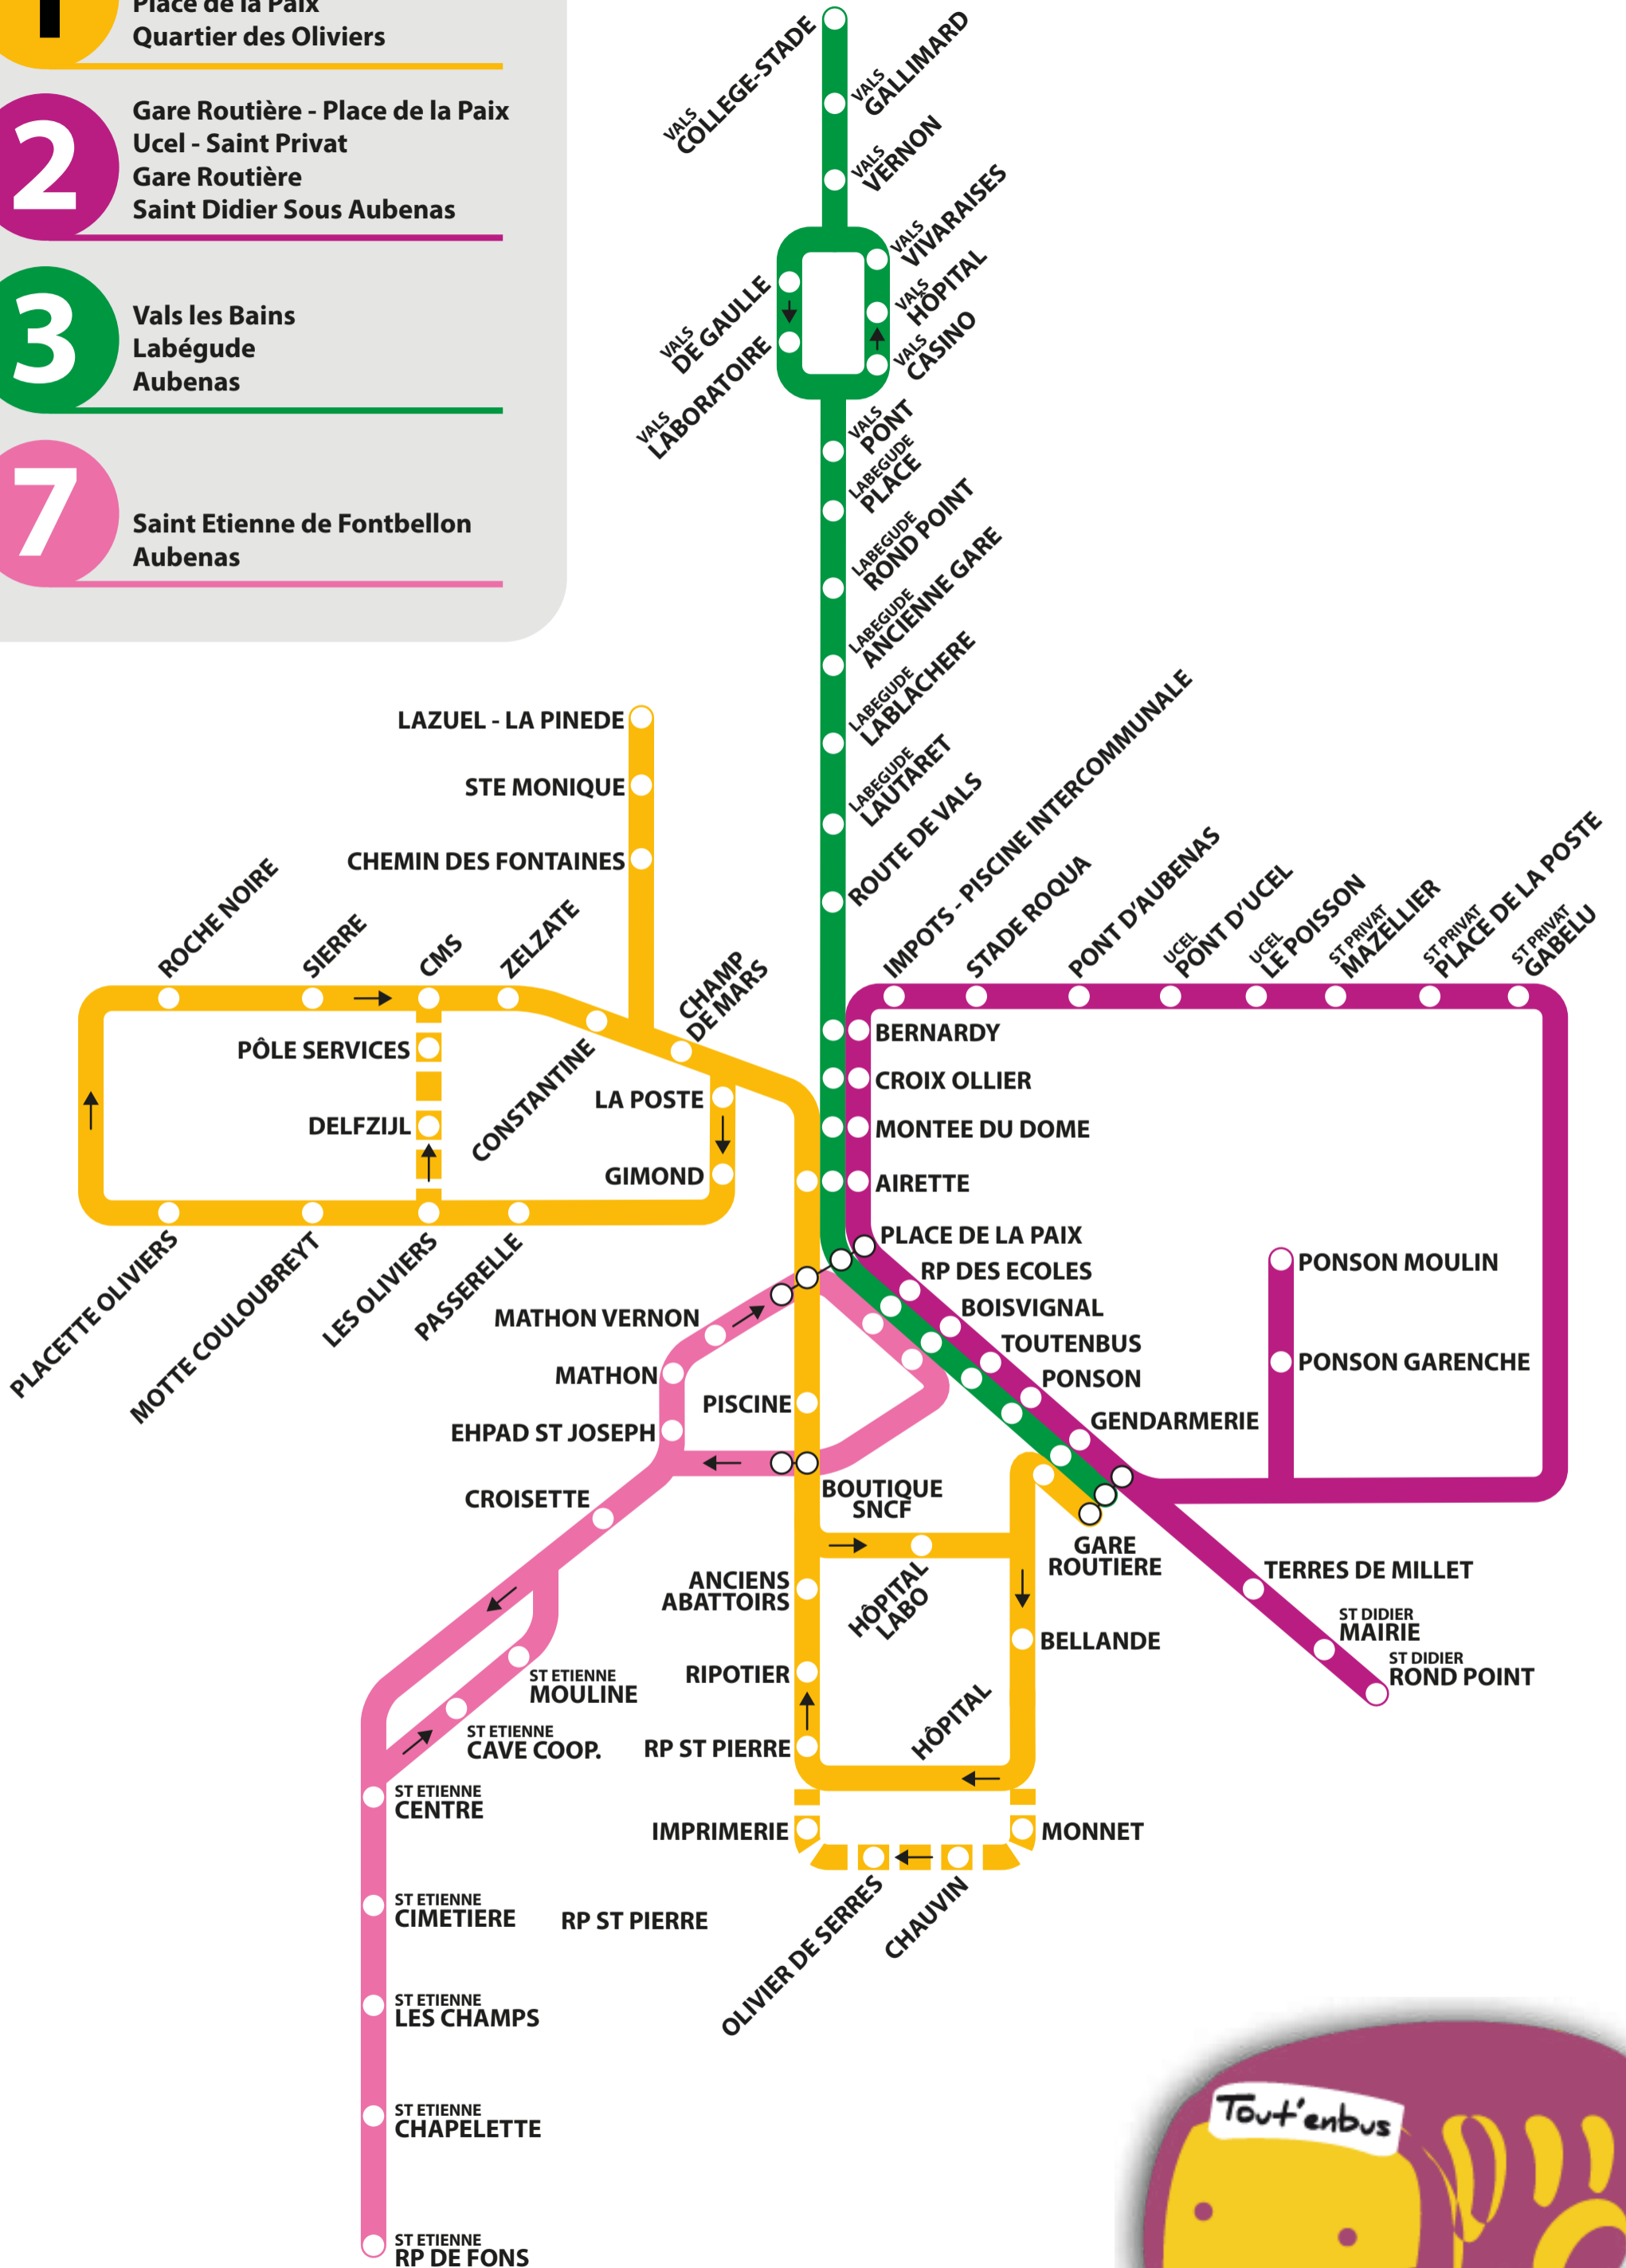 1
Place de la Paix
Quartier des Oliviers
2
Gare Routière - Place de la Paix
Ucel - Saint Privat
Gare Routière
Saint Didier Sous Aubenas
3
Vals les Bains
Labégude
Aubenas
7
Saint Etienne de Fontbellon
Aubenas
VALS
COLLEGE-STADE
VALS
GALLIMARD
VALS
VERNON
VALS
VIVARAISES
VALS
HÔPITAL
VALS
CASINO
VALS
DE GAULLE
VALS
LABORATOIRE
VALS
PONT
LABEGUDE
PLACE
LABEGUDE
ROND POINT
LABEGUDE
ANCIENNE GARE
LABEGUDE
LABLACHERE
LABEGUDE
LAUTARET
ROUTE DE VALS
LAZUEL - LA PINEDE
STE MONIQUE
CHEMIN DES FONTAINES
ROCHE NOIRE
SIERRE
CMS
ZELZATE
CONSTANTINE
CHAMP
DE MARS
PÔLE SERVICES
DELFZIJL
LA POSTE
GIMOND
PLACETTE OLIVIERS
MOTTE COULOUBREYT
LES OLIVIERS
PASSERELLE
IMPOTS - PISCINE INTERCOMMUNALE
STADE ROQUA
PONT D'AUBENAS
UCEL
PONT D'UCEL
UCEL
LE POISSON
ST PRIVAT
MAZELLIER
ST PRIVAT
PLACE DE LA POSTE
ST PRIVAT
GABELU
BERNARDY
CROIX OLLIER
MONTEE DU DOME
AIRETTE
PLACE DE LA PAIX
RP DES ECOLES
BOISVIGNAL
TOUTENBUS
PONSON
GENDARMERIE
PONSON MOULIN
PONSON GARENCHE
MATHON VERNON
MATHON
EHPAD ST JOSEPH
PISCINE
CROISETTE
BOUTIQUE
SNCF
GARE
ROUTIERE
HÔPITAL
LABO
ANCIENS
ABATTOIRS
BELLANDE
RIPOTIER
RP ST PIERRE
HÔPITAL
TERRES DE MILLET
ST DIDIER
MAIRIE
ST DIDIER
ROND POINT
ST ETIENNE
MOULINE
ST ETIENNE
CAVE COOP.
ST ETIENNE
CENTRE
IMPRIMERIE
MONNET
OLIVIER DE SERRES
CHAUVIN
ST ETIENNE
CIMETIERE
RP ST PIERRE
ST ETIENNE
LES CHAMPS
ST ETIENNE
CHAPELETTE
ST ETIENNE
RP DE FONS
Tout'enbus